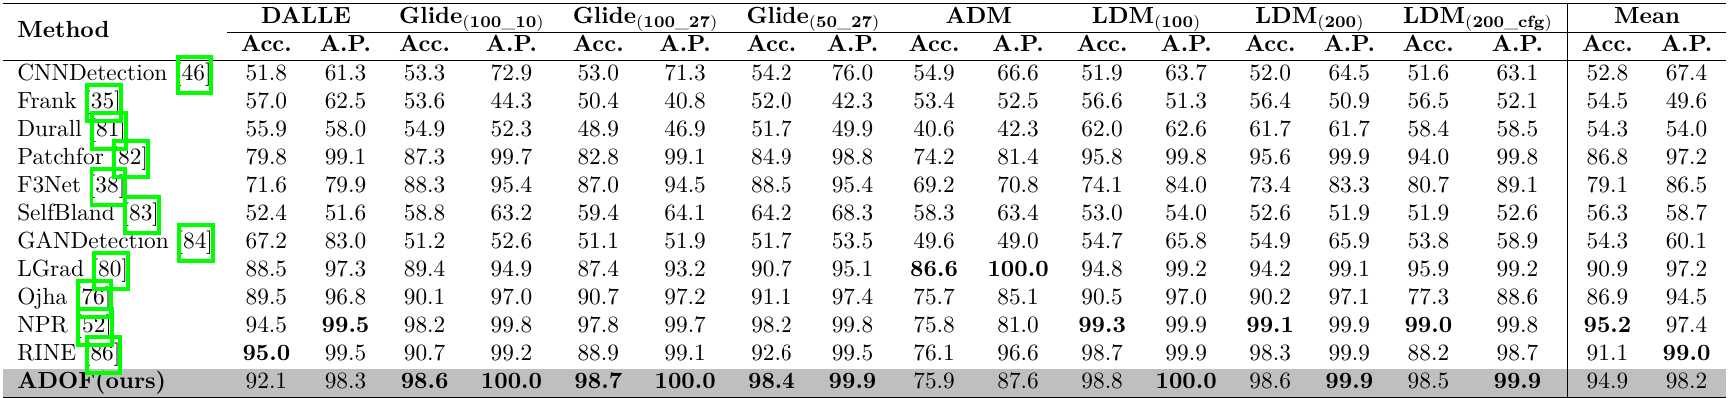 Method DALLE Glide(100_10) Glide(100_27) Glide(50_27) ADM LDM(100) LDM(200) LDM(200_cfg) Mean
Acc. A.P. Acc. A.P. Acc. A.P. Acc. A.P. Acc. A.P. Acc. A.P. Acc. A.P. Acc. A.P. Acc. A.P.
CNNDetection [46] 51.8 61.3 53.3 72.9 53.0 71.3 54.2 76.0 54.9 66.6 51.9 63.7 52.0 64.5 51.6 63.1 52.8 67.4
Frank [35] 57.0 62.5 53.6 44.3 50.4 40.8 52.0 42.3 53.4 52.5 56.6 51.3 56.4 50.9 56.5 52.1 54.5 49.6
Durall [81] 55.9 58.0 54.9 52.3 48.9 46.9 51.7 49.9 40.6 42.3 62.0 62.6 61.7 61.7 58.4 58.5 54.3 54.0
Patchfor [82] 79.8 99.1 87.3 99.7 82.8 99.1 84.9 98.8 74.2 81.4 95.8 99.8 95.6 99.9 94.0 99.8 86.8 97.2
F3Net [38] 71.6 79.9 88.3 95.4 87.0 94.5 88.5 95.4 69.2 70.8 74.1 84.0 73.4 83.3 80.7 89.1 79.1 86.5
SelfBland [83] 52.4 51.6 58.8 63.2 59.4 64.1 64.2 68.3 58.3 63.4 53.0 54.0 52.6 51.9 51.9 52.6 56.3 58.7
GANDetection [84] 67.2 83.0 51.2 52.6 51.1 51.9 51.7 53.5 49.6 49.0 54.7 65.8 54.9 65.9 53.8 58.9 54.3 60.1
LGrad [80] 88.5 97.3 89.4 94.9 87.4 93.2 90.7 95.1 86.6 100.0 94.8 99.2 94.2 99.1 95.9 99.2 90.9 97.2
Ojha [76] 89.5 96.8 90.1 97.0 90.7 97.2 91.1 97.4 75.7 85.1 90.5 97.0 90.2 97.1 77.3 88.6 86.9 94.5
NPR [52] 94.5 99.5 98.2 99.8 97.8 99.7 98.2 99.8 75.8 81.0 99.3 99.9 99.1 99.9 99.0 99.8 95.2 97.4
RINE [86] 95.0 99.5 90.7 99.2 88.9 99.1 92.6 99.5 76.1 96.6 98.7 99.9 98.3 99.9 88.2 98.7 91.1 99.0
ADOF(ours) 92.1 98.3 98.6 100.0 98.7 100.0 98.4 99.9 75.9 87.6 98.8 100.0 98.6 99.9 98.5 99.9 94.9 98.2